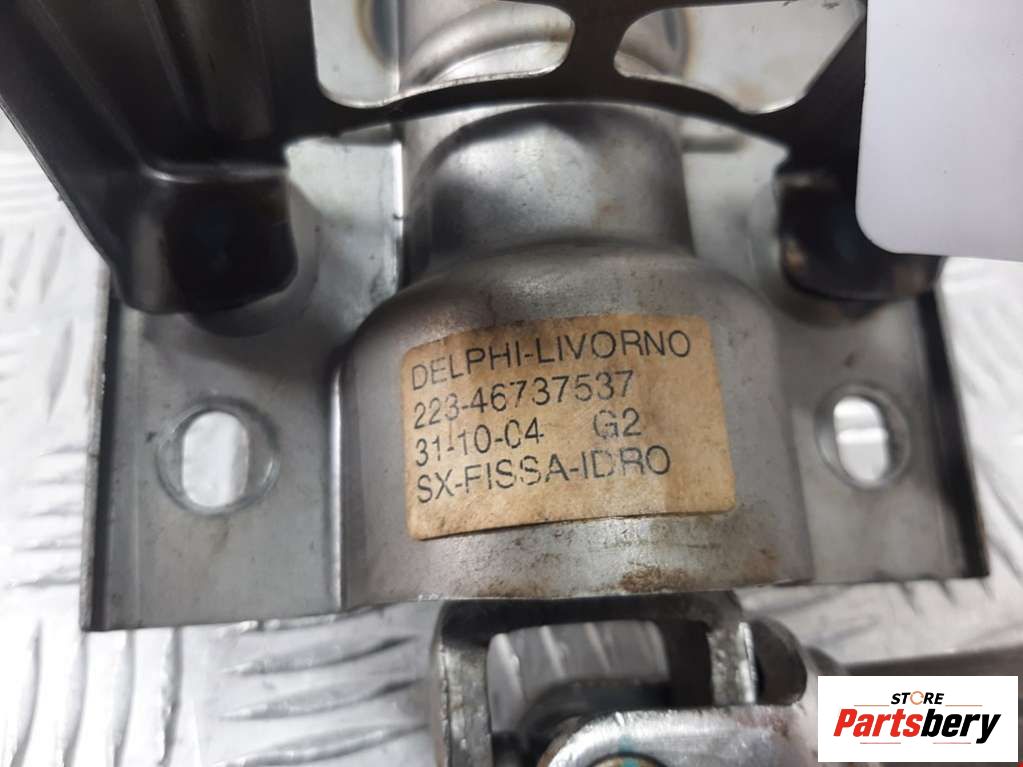 DELPHI-LIVORNO
223-46737537
31-10-04 G2
SX-FISSA-IDRO
STORE
Partsbery